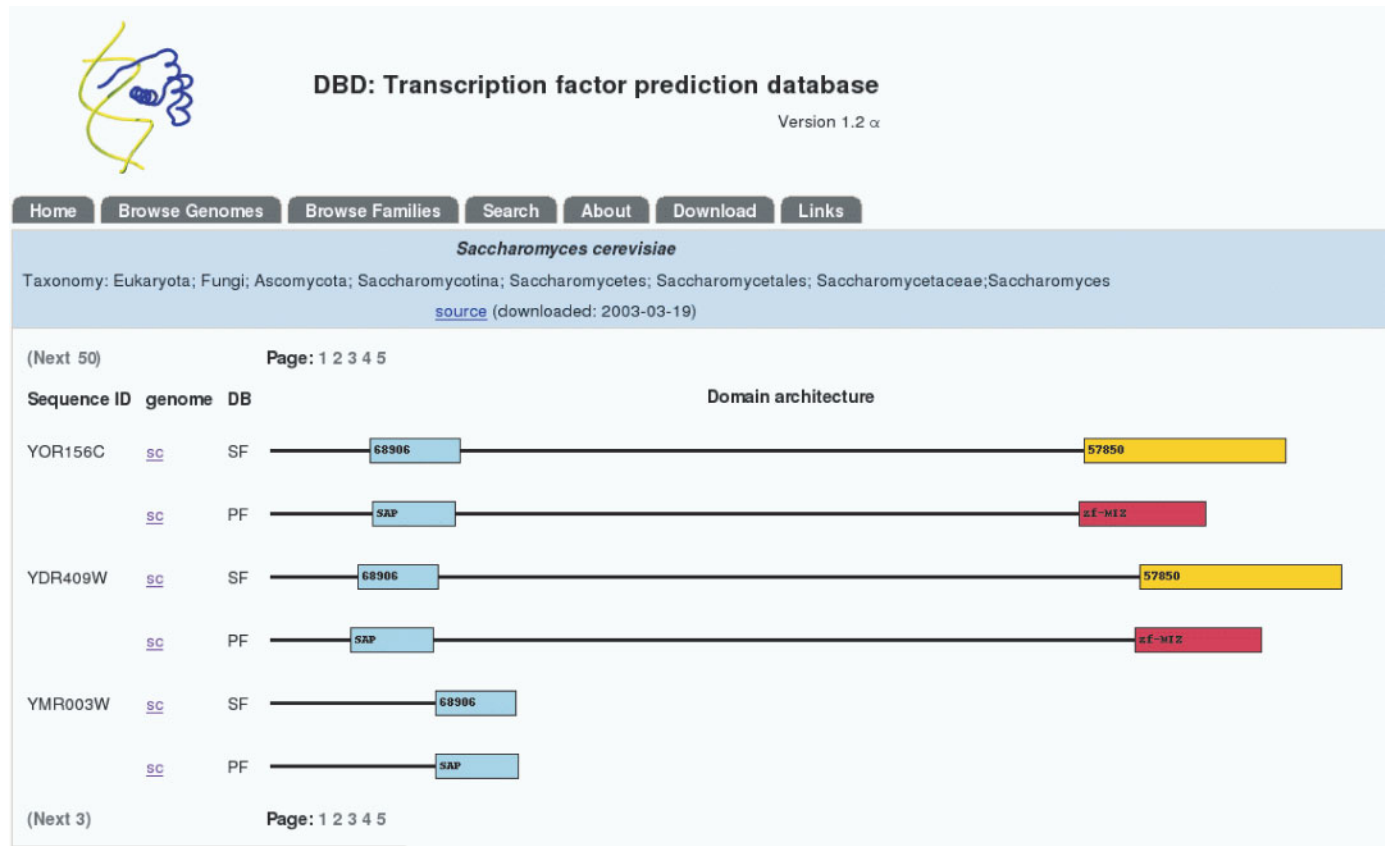 DBD: Transcription factor prediction database
Version 1.2 α
Home Browse Genomes Browse Families Search About Download Links
Saccharomyces cerevisiae
Taxonomy: Eukaryota; Fungi; Ascomycota; Saccharomycotina; Saccharomycetes; Saccharomycetales; Saccharomycetaceae;Saccharomyces
source (downloaded: 2003-03-19)
(Next 50) Page: 1 2 3 4 5
Sequence ID genome DB Domain architecture
YOR156C sc SF 68906 57850
sc PF SAP zf-MIZ
YDR409W sc SF 68906 57850
sc PF SAP zf-MIZ
YMR003W sc SF 68906
sc PF SAP
(Next 3) Page: 1 2 3 4 5